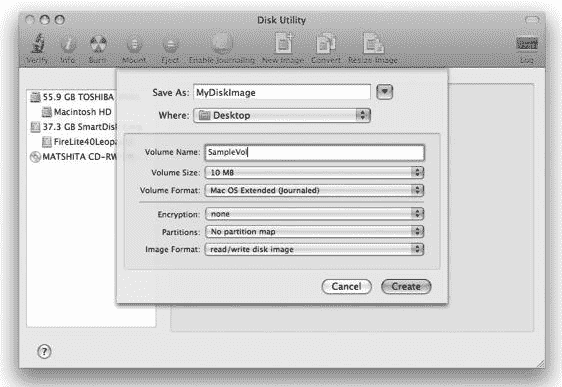 Disk Utility
Verify Info Burn Mount Eject Enable Journaling New Image Convert Resize Image Log
Save As: MyDiskImage
Where: Desktop
55.9 GB TOSHIBA
Macintosh HD
37.3 GB SmartDisk
FireLite40Leopa
MATSHITA CD-RW
Volume Name: SampleVol
Volume Size: 10 MB
Volume Format: Mac OS Extended (Journaled)
Encryption: none
Partitions: No partition map
Image Format: read/write disk image
Cancel Create
?